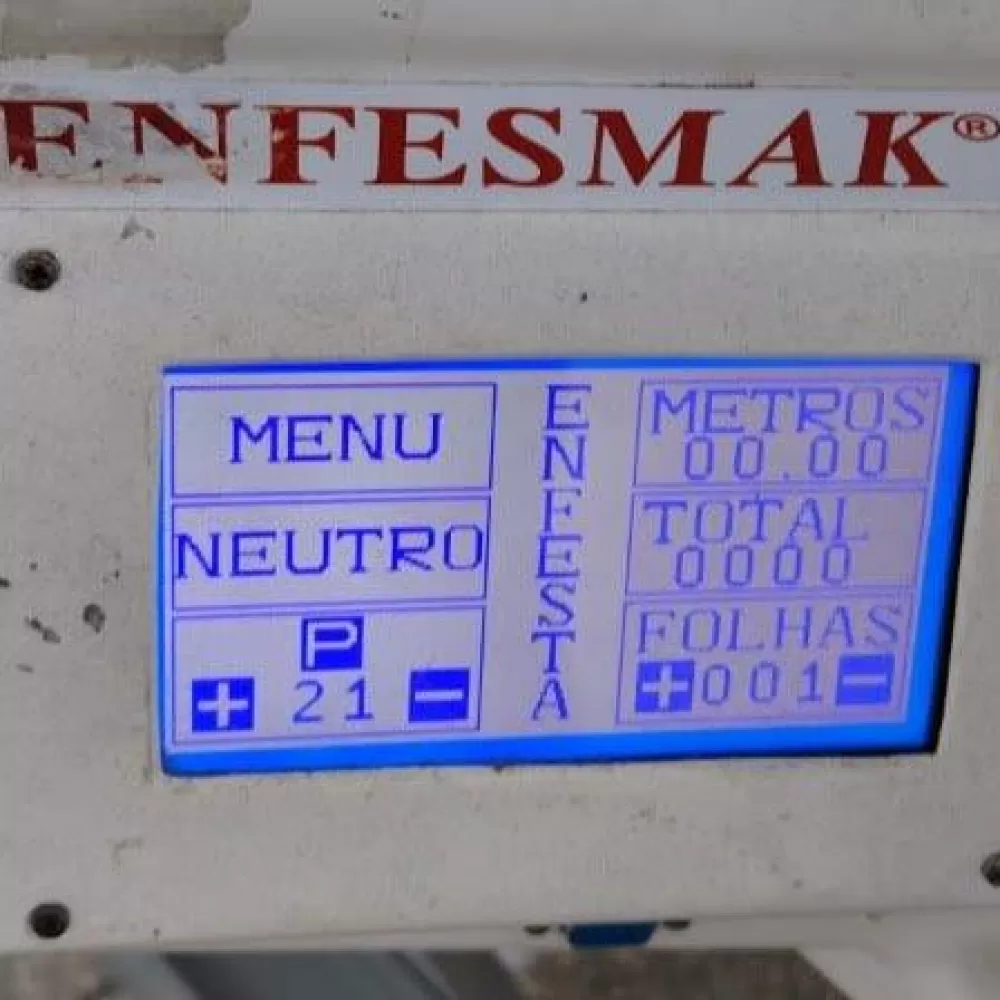 ENFESMAK®
MENU
NEUTRO
P
+ 21 -
ENFESTA
METROS
00.00
TOTAL
0000
FOLHAS
+ 001 -